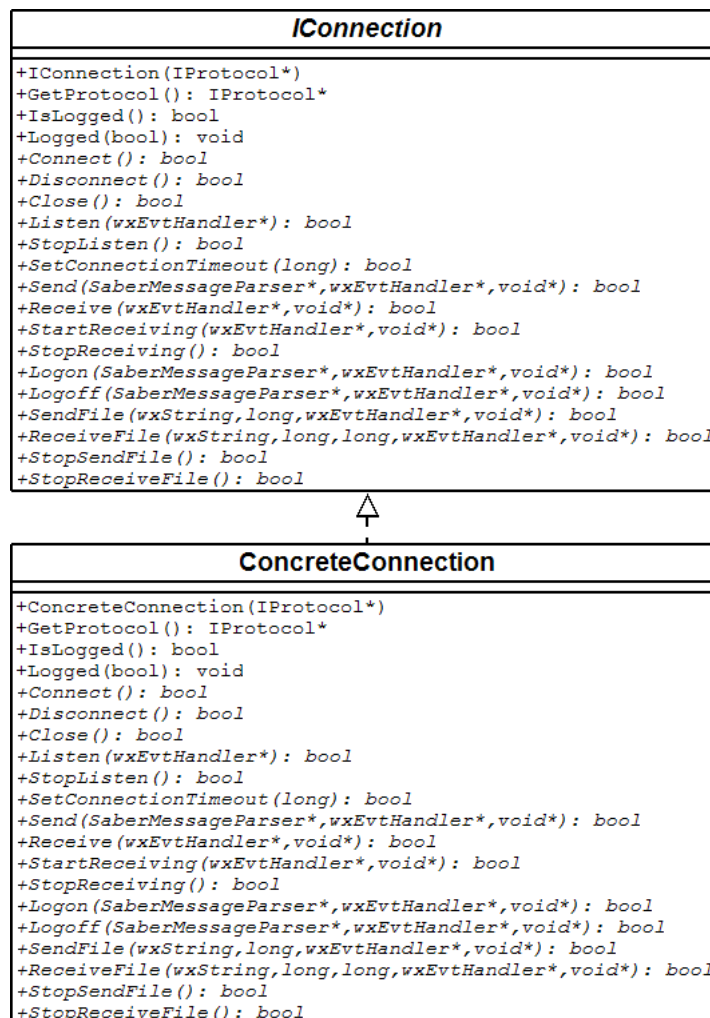 IConnection
+IConnection(IProtocol*)
+GetProtocol(): IProtocol*
+IsLogged(): bool
+Logged(bool): void
+Connect(): bool
+Disconnect(): bool
+Close(): bool
+Listen(wxEvtHandler*): bool
+StopListen(): bool
+SetConnectionTimeout(long): bool
+Send(SaberMessageParser*,wxEvtHandler*,void*): bool
+Receive(wxEvtHandler*,void*): bool
+StartReceiving(wxEvtHandler*,void*): bool
+StopReceiving(): bool
+Logon(SaberMessageParser*,wxEvtHandler*,void*): bool
+Logoff(SaberMessageParser*,wxEvtHandler*,void*): bool
+SendFile(wxString,long,wxEvtHandler*,void*): bool
+ReceiveFile(wxString,long,long,wxEvtHandler*,void*): bool
+StopSendFile(): bool
+StopReceiveFile(): bool
ConcreteConnection
+ConcreteConnection(IProtocol*)
+GetProtocol(): IProtocol*
+IsLogged(): bool
+Logged(bool): void
+Connect(): bool
+Disconnect(): bool
+Close(): bool
+Listen(wxEvtHandler*): bool
+StopListen(): bool
+SetConnectionTimeout(long): bool
+Send(SaberMessageParser*,wxEvtHandler*,void*): bool
+Receive(wxEvtHandler*,void*): bool
+StartReceiving(wxEvtHandler*,void*): bool
+StopReceiving(): bool
+Logon(SaberMessageParser*,wxEvtHandler*,void*): bool
+Logoff(SaberMessageParser*,wxEvtHandler*,void*): bool
+SendFile(wxString,long,wxEvtHandler*,void*): bool
+ReceiveFile(wxString,long,long,wxEvtHandler*,void*): bool
+StopSendFile(): bool
+StopReceiveFile(): bool